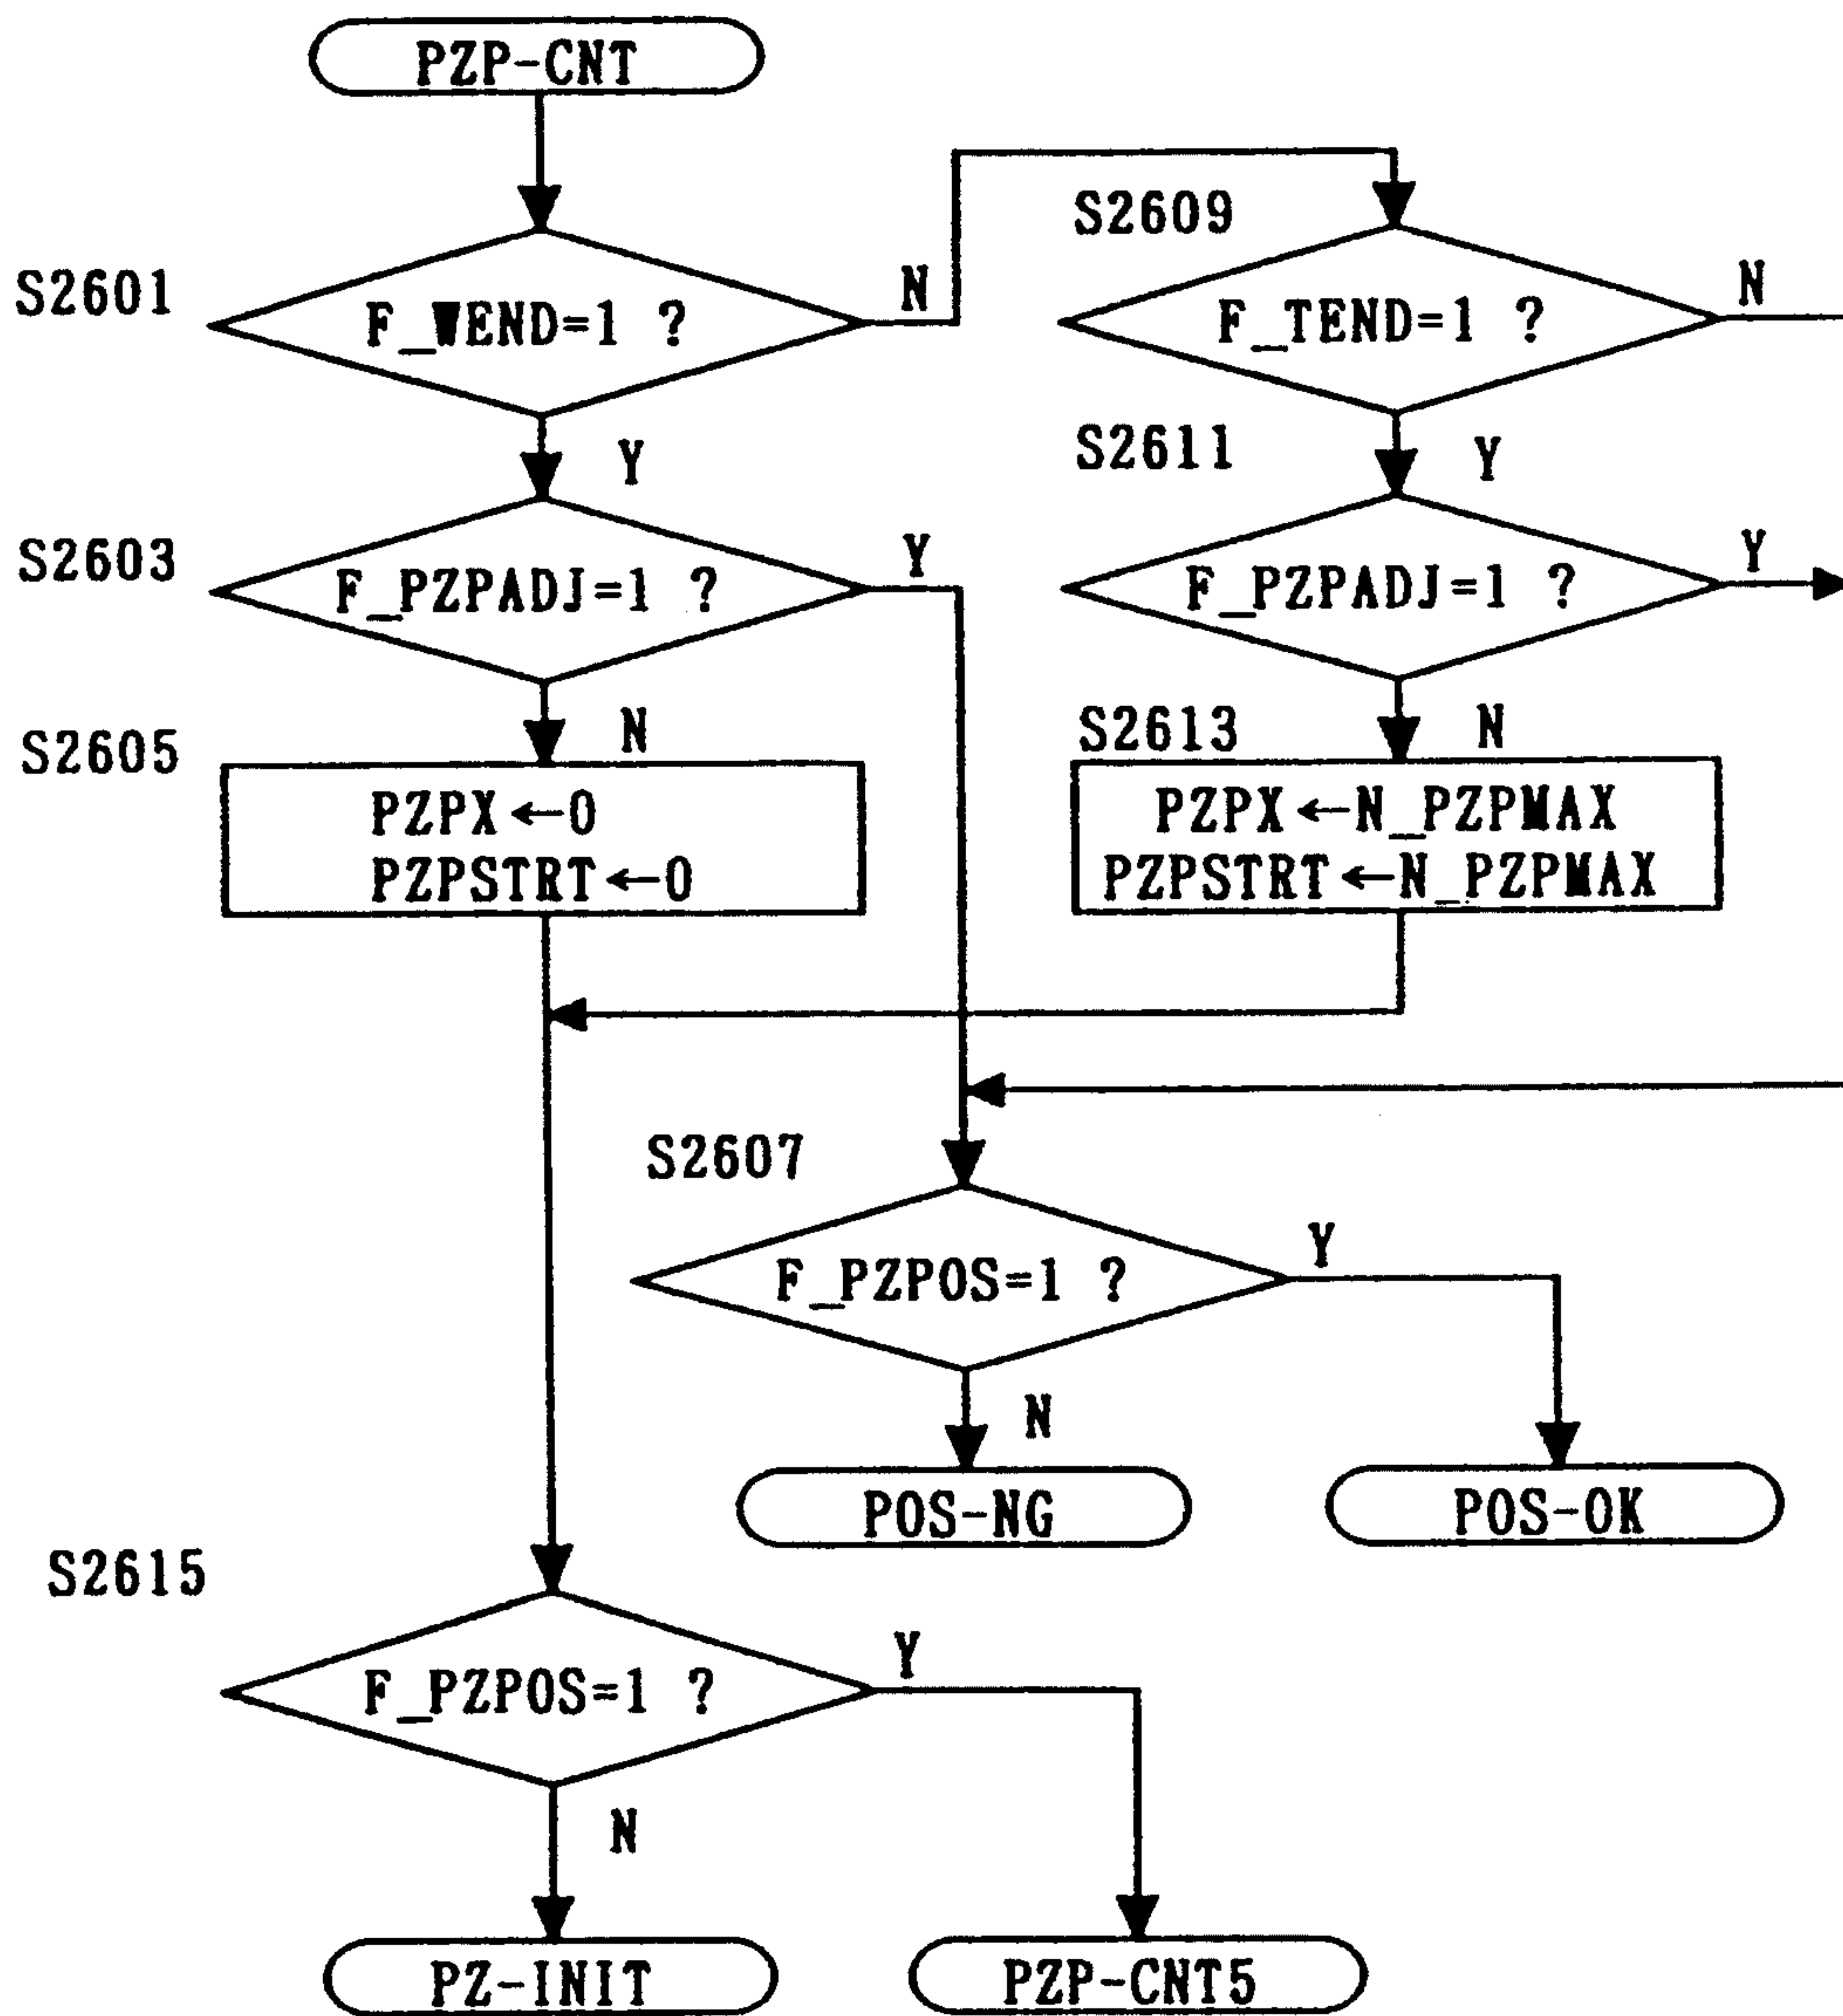 PZP-CNT
S2601
F_WEND=1 ?
N
Y
S2609
F_TEND=1 ?
N
Y
S2603
F_PZPADJ=1 ?
Y
N
S2611
F_PZPADJ=1 ?
Y
N
S2605
PZPX←0
PZPSTRT←0
S2613
PZPX←N_PZPMAX
PZPSTRT←N_PZPMAX
S2607
F_PZPOS=1 ?
Y
N
POS-NG
POS-OK
S2615
F_PZPOS=1 ?
Y
N
PZ-INIT
PZP-CNT5